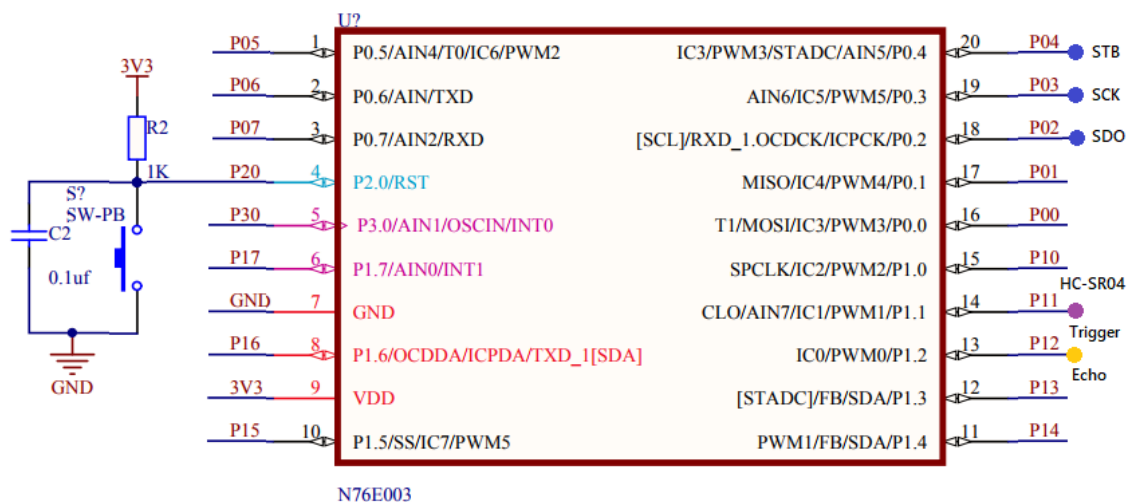 U?
P05 1 P0.5/AIN4/T0/IC6/PWM2 IC3/PWM3/STADC/AIN5/P0.4 20 P04 STB
3V3
P06 2 P0.6/AIN/TXD AIN6/IC5/PWM5/P0.3 19 P03 SCK
R2
P07 3 P0.7/AIN2/RXD [SCL]/RXD_1.OCDCK/ICPCK/P0.2 18 P02 SDO
1K P20 4 P2.0/RST MISO/IC4/PWM4/P0.1 17 P01
S?
SW-PB
P30 5 P3.0/AIN1/OSCIN/INT0 T1/MOSI/IC3/PWM3/P0.0 16 P00
C2
P17 6 P1.7/AIN0/INT1 SPCLK/IC2/PWM2/P1.0 15 P10
0.1uf
HC-SR04
GND 7 GND CLO/AIN7/IC1/PWM1/P1.1 14 P11
Trigger
P16 8 P1.6/OCDDA/ICPDA/TXD_1[SDA] IC0/PWM0/P1.2 13 P12
Echo
GND
3V3 9 VDD [STADC]/FB/SDA/P1.3 12 P13
P15 10 P1.5/SS/IC7/PWM5 PWM1/FB/SDA/P1.4 11 P14
N76E003